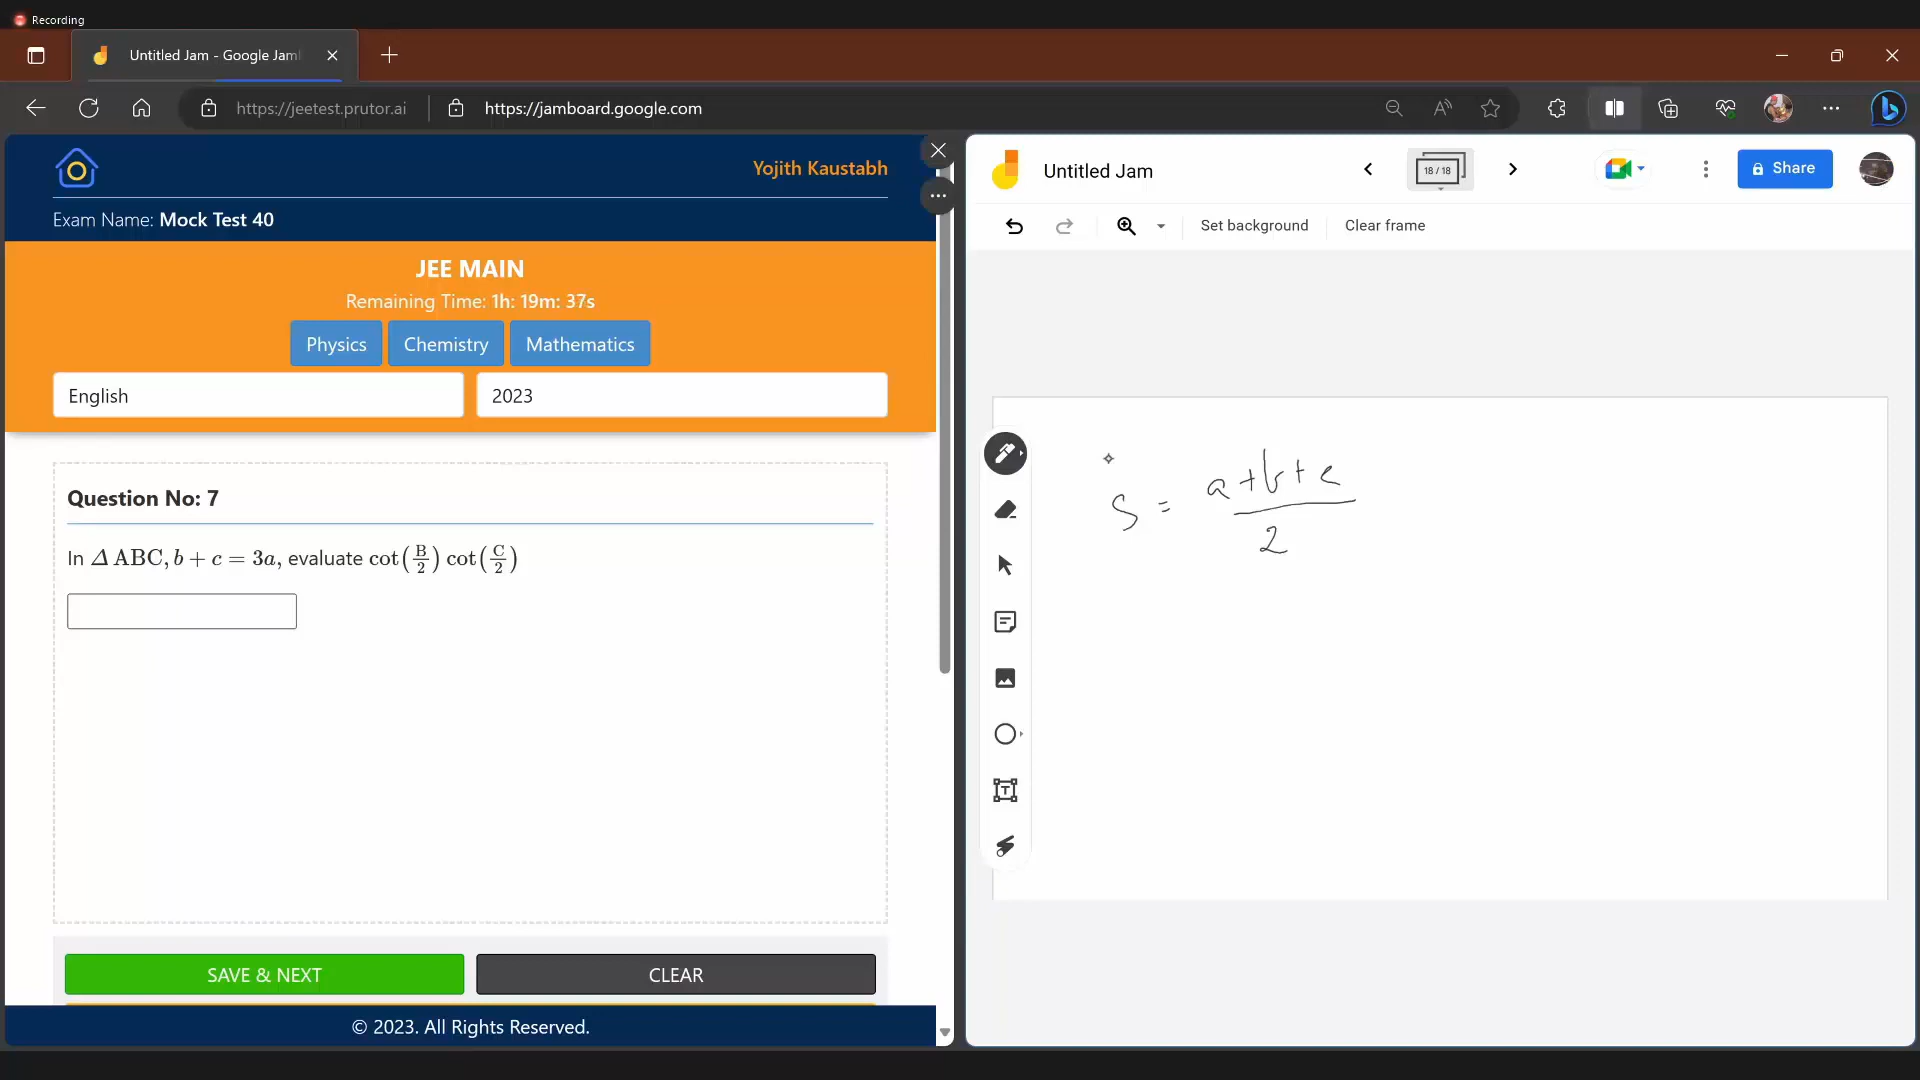 Recording
Untitled Jam - Google Jam
https://jeetest.prutor.ai
https://jamboard.google.com
Yojith Kaustabh
Exam Name: Mock Test 40
JEE MAIN
Remaining Time: 1h: 19m: 37s
Physics
Chemistry
Mathematics
English
2023
Question No: 7
In Δ ABC, b + c = 3a, evaluate cot(B/2) cot(C/2)
SAVE & NEXT
CLEAR
© 2023. All Rights Reserved.
Untitled Jam
18 / 18
Share
Set background
Clear frame
S = a+b+c
2